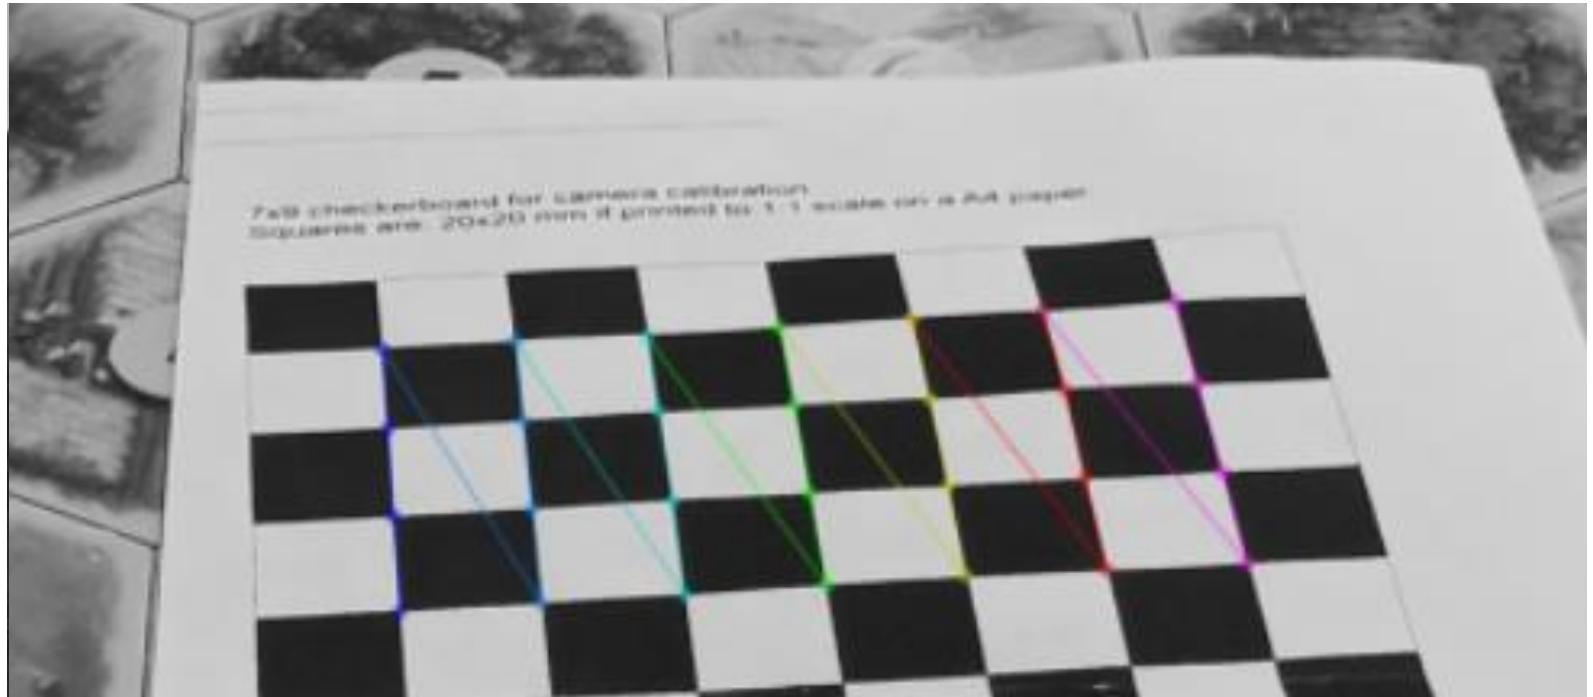 7x9 checkerboard for camera calibration
Squares are: 20x20 mm if printed to 1:1 scale on a A4 paper